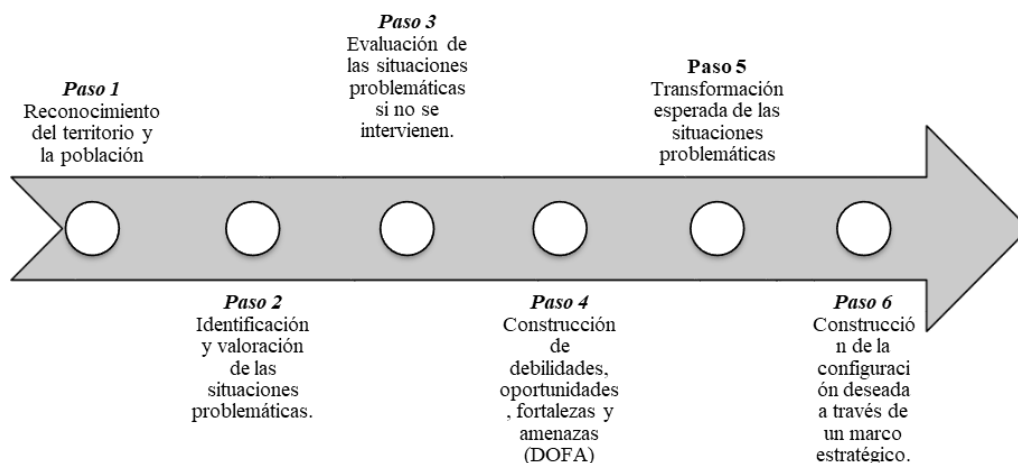 Paso 1
Reconocimiento
del territorio y
la población
Paso 2
Identificación
y valoración
de las
situaciones
problemáticas.
Paso 3
Evaluación de
las situaciones
problemáticas
si no se
intervienen.
Paso 4
Construcción
de
debilidades,
oportunidades
, fortalezas y
amenazas
(DOFA)
Paso 5
Transformación
esperada de las
situaciones
problemáticas
Paso 6
Construcció
n de la
configuraci
ón deseada
a través de
un marco
estratégico.